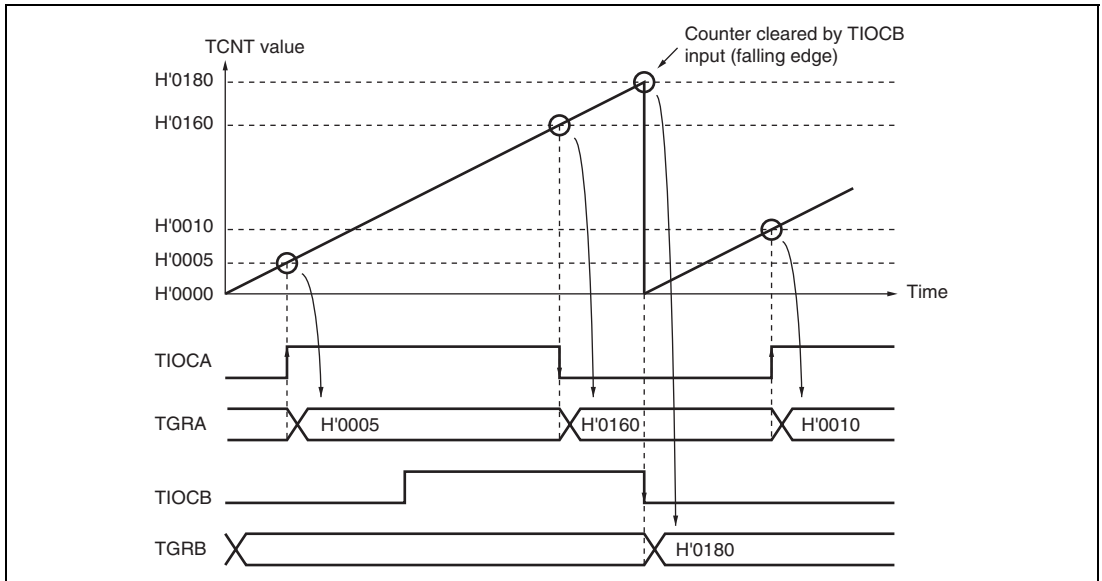 Counter cleared by TIOCB
input (falling edge)
TCNT value
H'0180
H'0160
H'0010
H'0005
H'0000
Time
TIOCA
TGRA
H'0005
H'0160
H'0010
TIOCB
TGRB
H'0180